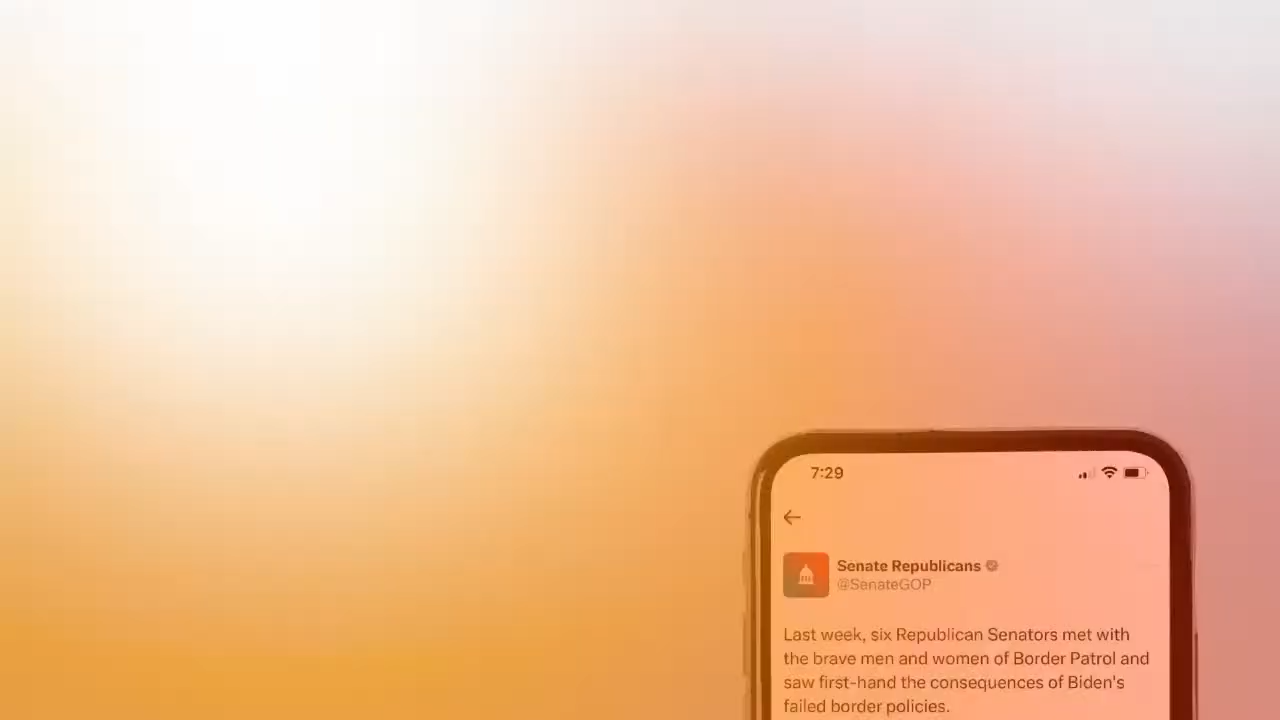 7:29
Senate Republicans
@SenateGOP
Last week, six Republican Senators met with
the brave men and women of Border Patrol and
saw first-hand the consequences of Biden's
failed border policies.